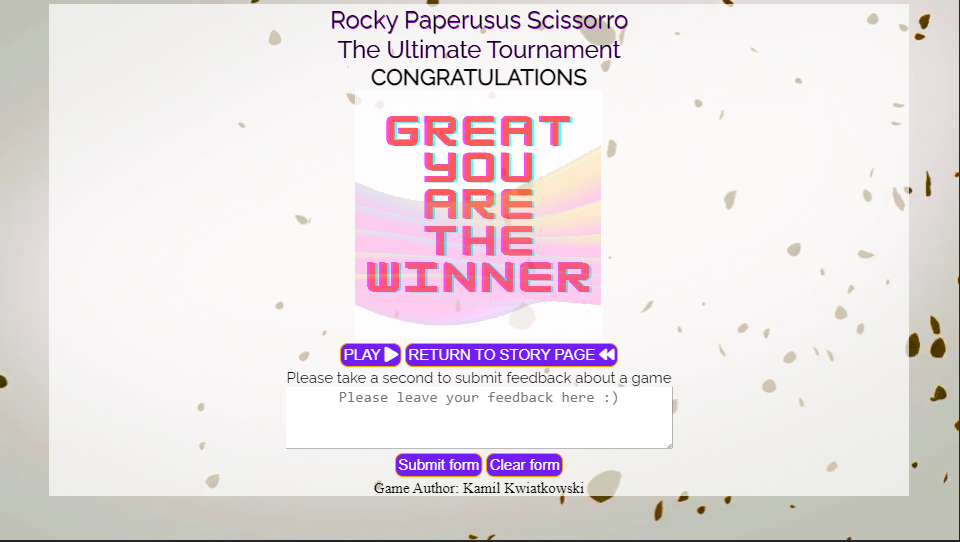 Rocky Paperusus Scissorro
The Ultimate Tournament
CONGRATULATIONS
GREAT
YOU
ARE
THE
WINNER
PLAY RETURN TO STORY PAGE
Please take a second to submit feedback about a game
Please leave your feedback here :)
Submit form Clear form
Game Author: Kamil Kwiatkowski